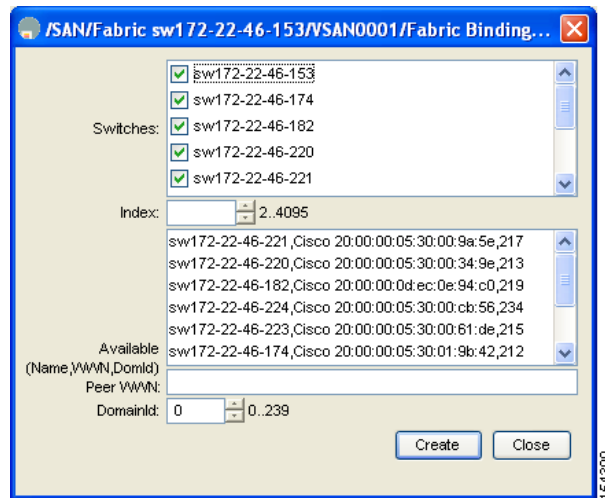 /SAN/Fabric sw172-22-46-153/VSAN0001/Fabric Binding...
Switches:
sw172-22-46-153
sw172-22-46-174
sw172-22-46-182
sw172-22-46-220
sw172-22-46-221
Index: 2..4095
sw172-22-46-221,Cisco 20:00:00:05:30:00:9a:5e,217
sw172-22-46-220,Cisco 20:00:00:05:30:00:34:9e,213
sw172-22-46-182,Cisco 20:00:00:0d:ec:0e:94:c0,219
sw172-22-46-224,Cisco 20:00:00:05:30:00:cb:56,234
sw172-22-46-223,Cisco 20:00:00:05:30:00:61:de,215
sw172-22-46-174,Cisco 20:00:00:05:30:01:9b:42,212
Available
(Name,WWN,DomId)
Peer WWN:
DomainId: 0 0..239
Create Close